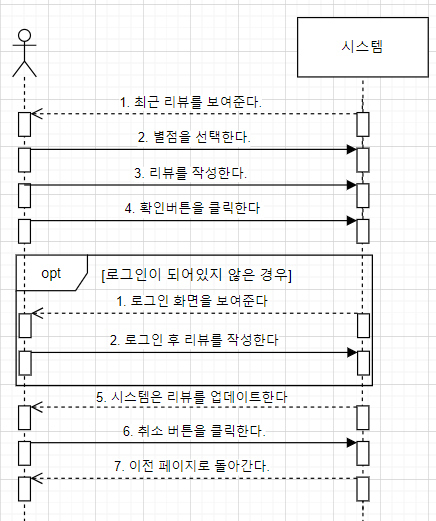 시스템
1. 최근 리뷰를 보여준다.
2. 별점을 선택한다.
3. 리뷰를 작성한다.
4. 확인버튼을 클릭한다
opt [로그인이 되어있지 않은 경우]
1. 로그인 화면을 보여준다
2. 로그인 후 리뷰를 작성한다
5. 시스템은 리뷰를 업데이트한다
6. 취소 버튼을 클릭한다.
7. 이전 페이지로 돌아간다.